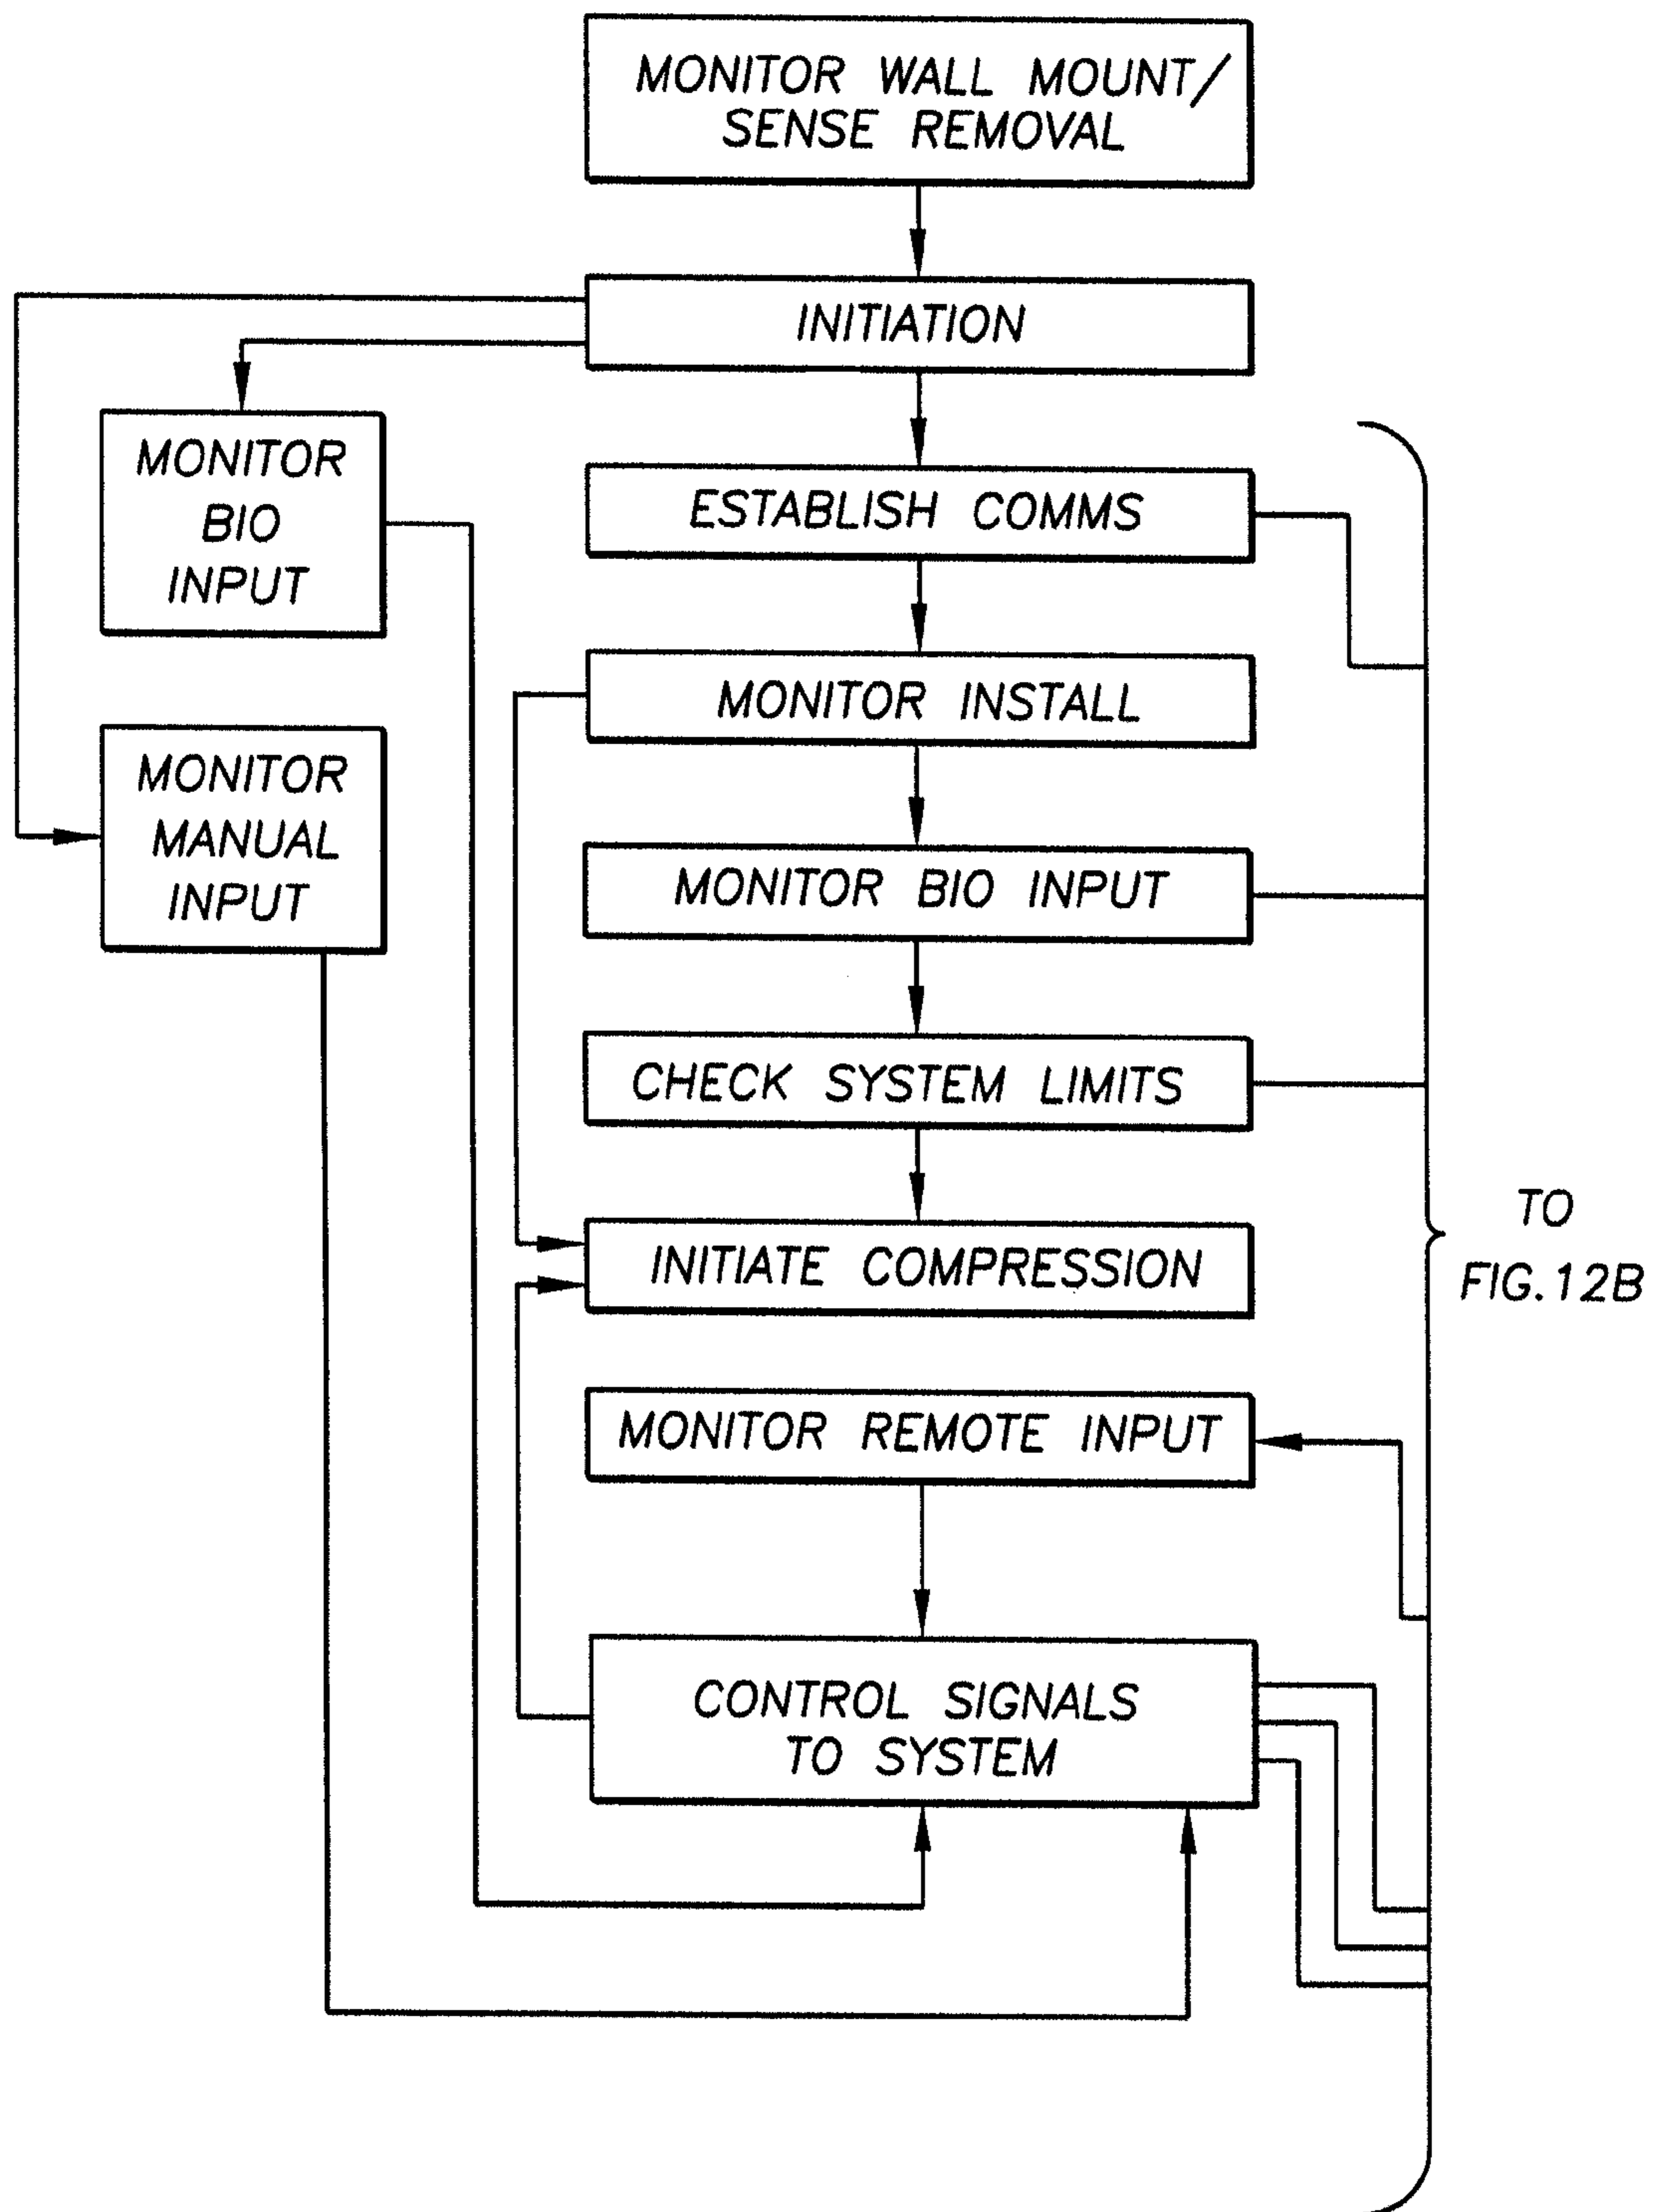 MONITOR WALL MOUNT/
SENSE REMOVAL
INITIATION
MONITOR
BIO
INPUT
ESTABLISH COMMS
MONITOR INSTALL
MONITOR
MANUAL
INPUT
MONITOR BIO INPUT
CHECK SYSTEM LIMITS
TO
FIG.12B
INITIATE COMPRESSION
MONITOR REMOTE INPUT
CONTROL SIGNALS
TO SYSTEM